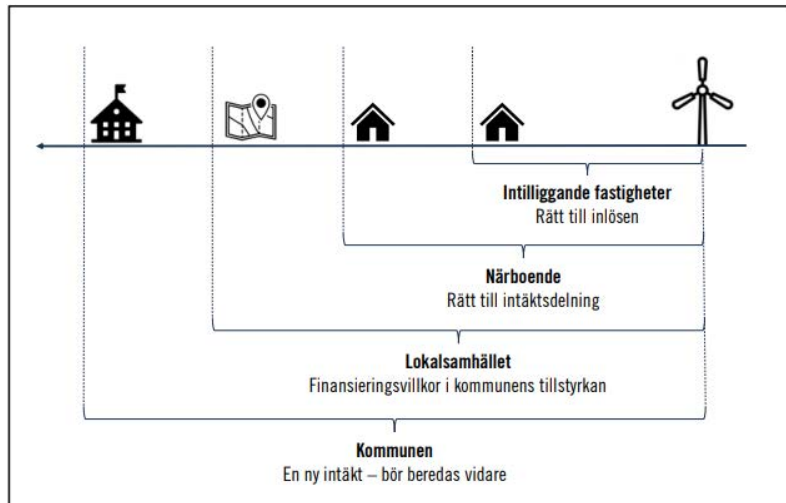 Intilliggande fastigheter
Rätt till inlösen
Närboende
Rätt till intäktsdelning
Lokalsamhället
Finansieringsvillkor i kommunens tillstyrkan
Kommunen
En ny intäkt – bör beredas vidare